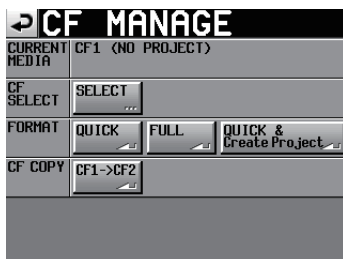 CF MANAGE
CURRENT MEDIA
CF1 (NO PROJECT)
CF SELECT
SELECT
...
FORMAT
QUICK
FULL
QUICK &
Create Project
CF COPY
CF1->CF2